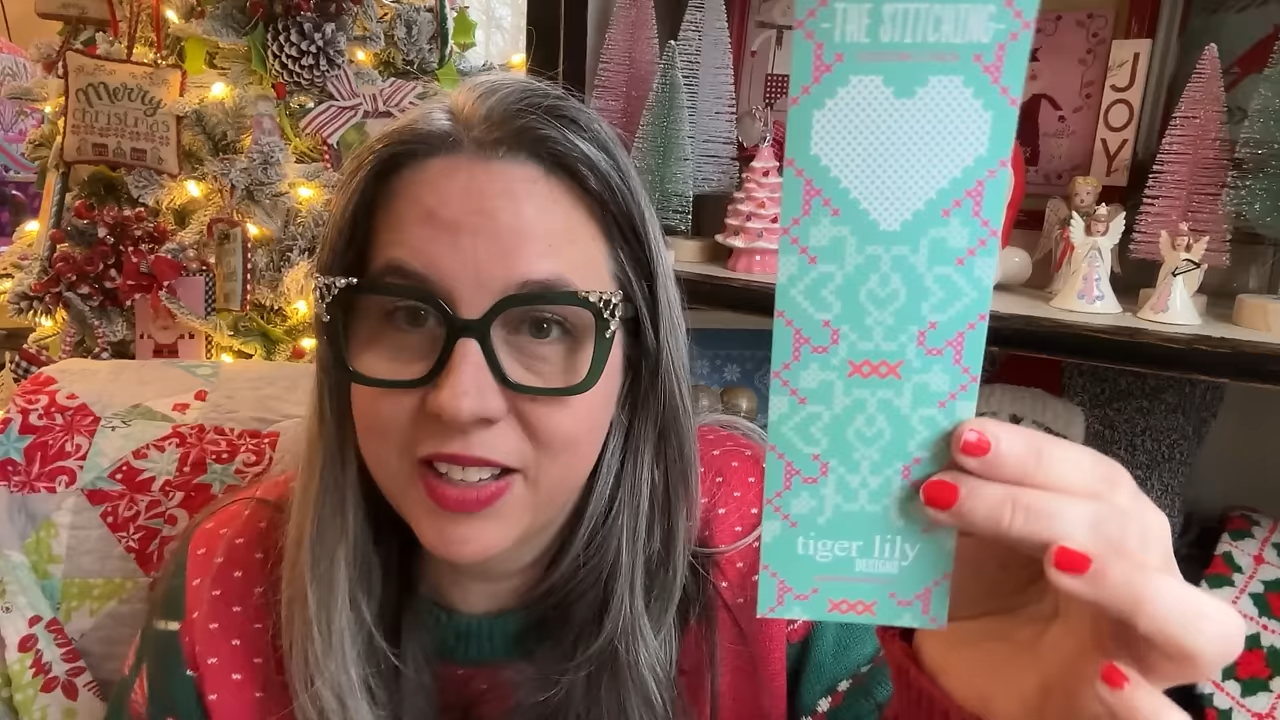 Merry
christmas
-THE STITCHING-
JOY
tiger lily
DESIGNS